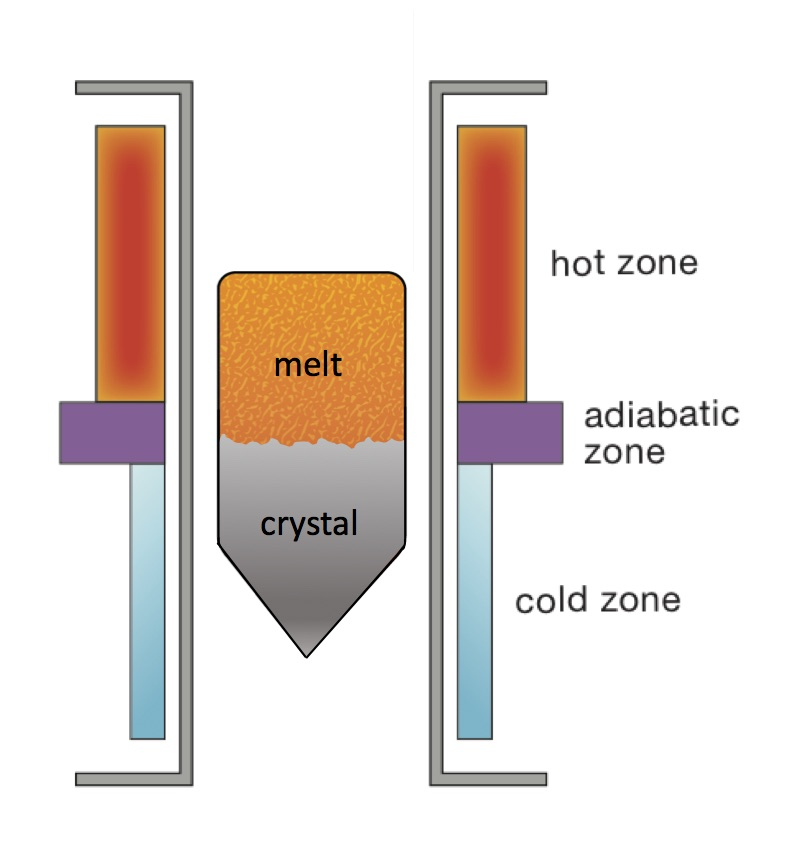 hot zone
melt
adiabatic
zone
crystal
cold zone